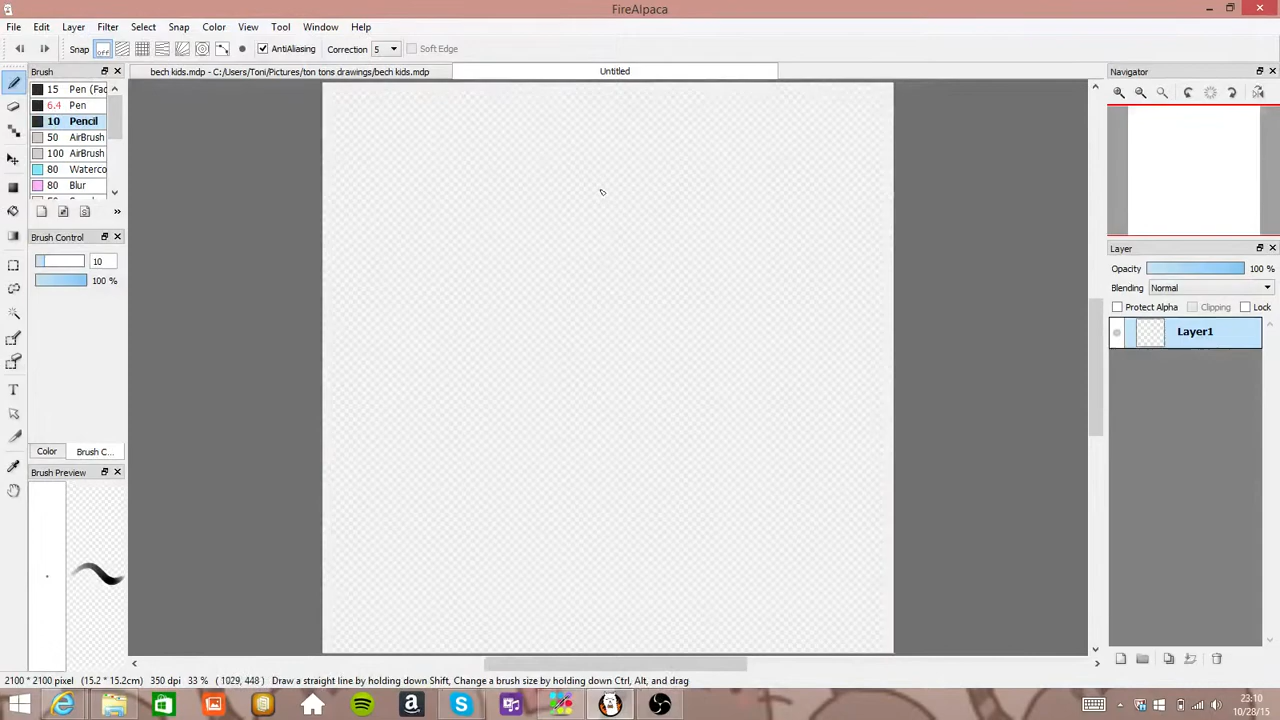 FireAlpaca
File Edit Layer Filter Select Snap Color View Tool Window Help
Snap off AntiAliasing Correction 5 Soft Edge
Brush
bech kids.mdp - C:/Users/Toni/Pictures/ton tons drawings/bech kids.mdp
Untitled
Navigator
15 Pen (Fad
6.4 Pen
10 Pencil
50 AirBrush
100 AirBrush
80 Waterco
80 Blur
Brush Control
10
100 %
Layer
Opacity 100 %
Blending Normal
Protect Alpha Clipping Lock
Layer1
Color Brush C...
Brush Preview
2100 * 2100 pixel (15.2 * 15.2cm) 350 dpi 33 % ( 1029, 448 ) Draw a straight line by holding down Shift, Change a brush size by holding down Ctrl, Alt, and drag
23:10
10/28/15